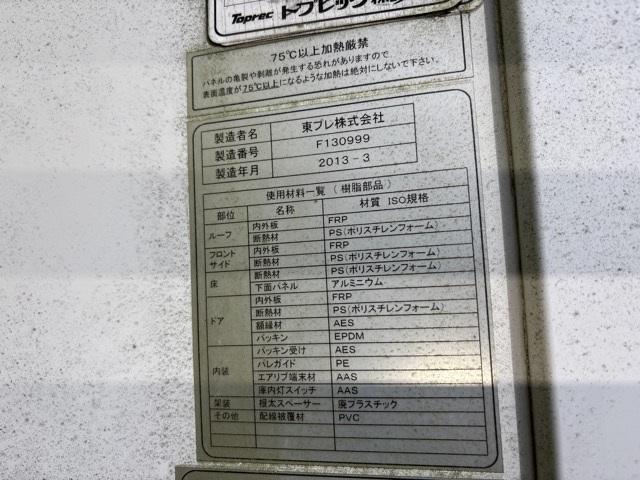 Toprec トプレック株式
75℃以上加熱厳禁
パネルの亀裂や剥離が発生する恐れがありますので
表面温度が75℃以上になるような加熱は絶対にしないで下さい。
製造者名 東プレ株式会社
製造番号 F130999
製造年月 2013-3
使用材料一覧(樹脂部品)
部位 名称 材質 ISO規格
ルーフ 内外板 FRP
断熱材 PS(ポリスチレンフォーム)
フロント サイド 内外板 FRP
断熱材 PS(ポリスチレンフォーム)
床 断熱材 PS(ポリスチレンフォーム)
下面パネル アルミニウム
ドア 内外板 FRP
断熱材 PS(ポリスチレンフォーム)
額縁材 AES
パッキン EPDM
内装 パッキン受け AES
バレガイド PE
エアリブ端末材 AAS
庫内灯スイッチ AAS
架装 根太スペーサー 廃プラスチック
その他 配線被覆材 PVC